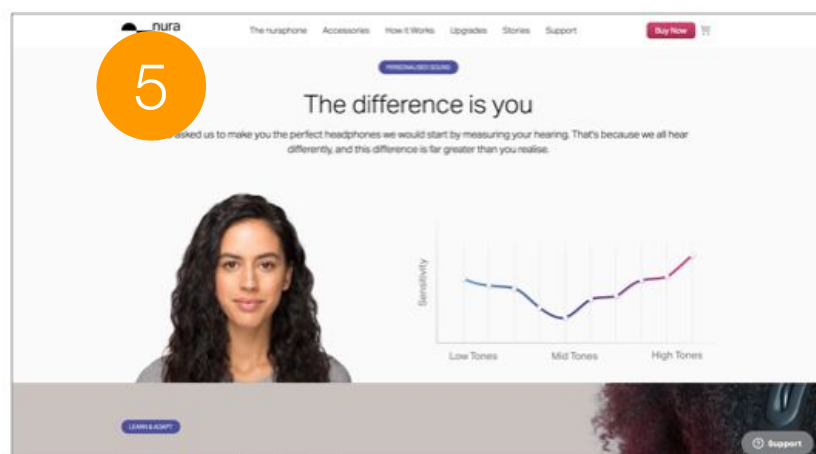 nura
The nuraphone Accessories How It Works Upgrades Stories Support Buy Now
5
PERSONALISED SOUND
The difference is you
asked us to make you the perfect headphones we would start by measuring your hearing. That's because we all hear
differently, and this difference is far greater than you realise.
Sensitivity
Low Tones Mid Tones High Tones
LEARN & ADAPT
Support